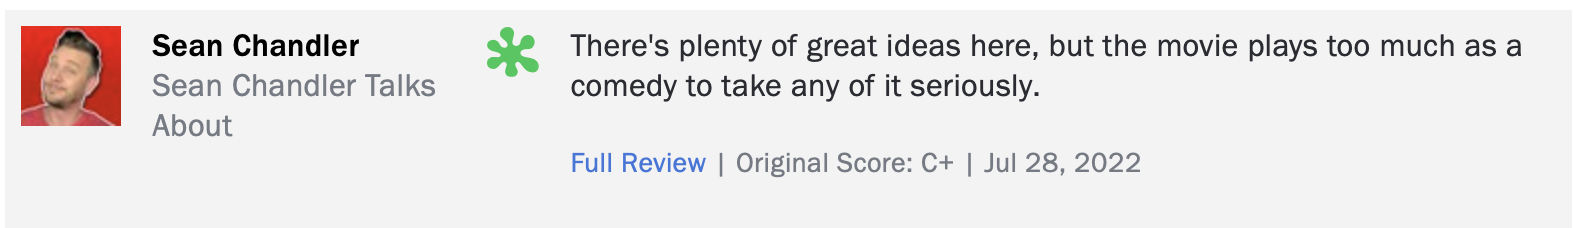 Sean Chandler
Sean Chandler Talks
About
There's plenty of great ideas here, but the movie plays too much as a
comedy to take any of it seriously.
Full Review | Original Score: C+ | Jul 28, 2022